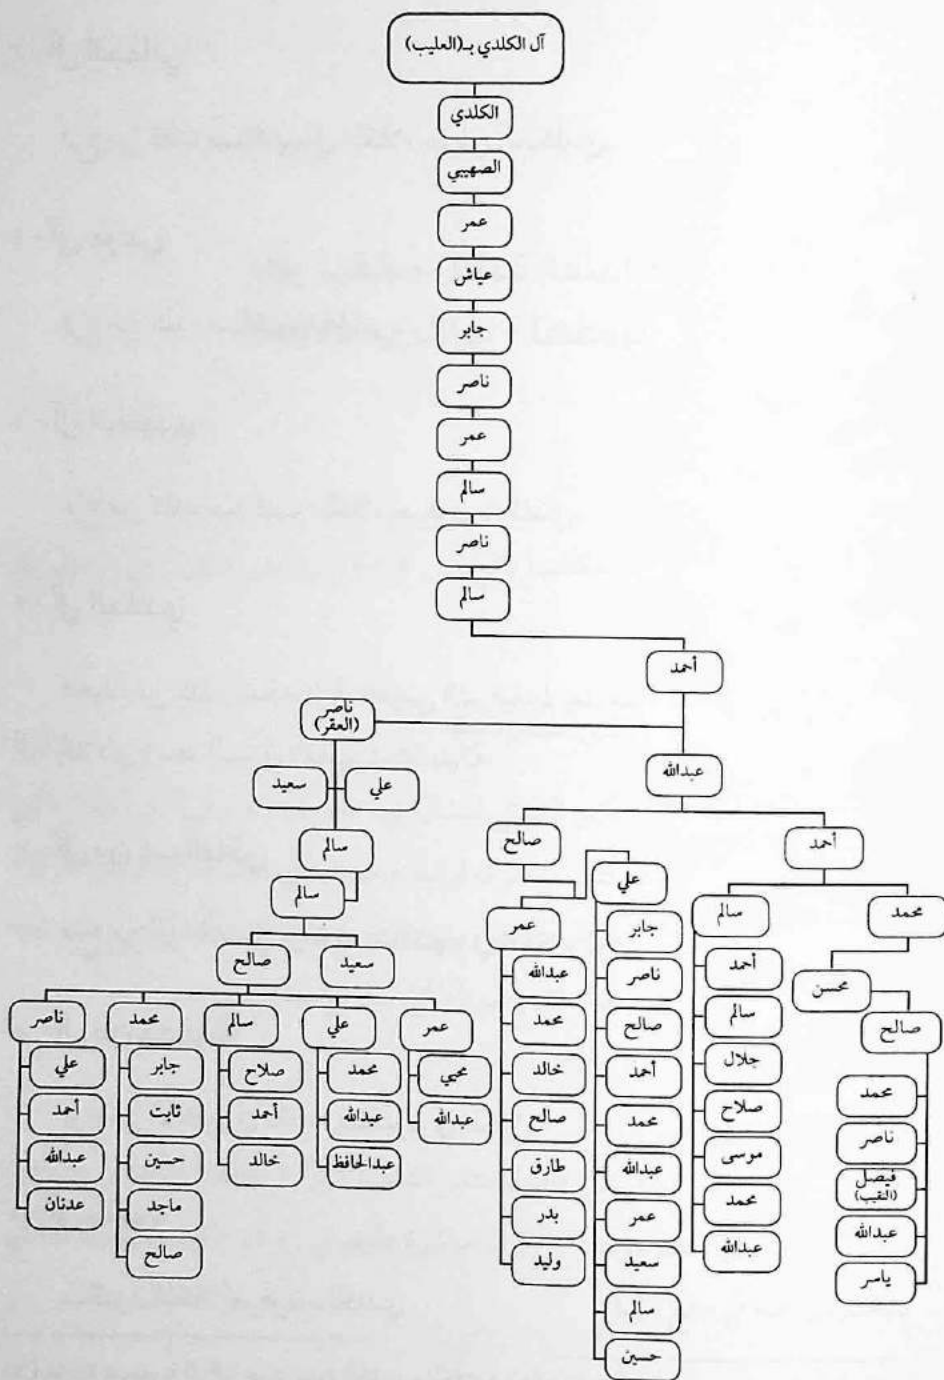 آل الكلدي بـ(العليب)
الكلدي
الصهيبي
عمر
عياش
جابر
ناصر
عمر
سالم
ناصر
سالم
أحمد
ناصر
(العقر)
عبدالله
علي
سعيد
سالم
سالم
سعيد
صالح
عمر
محيي
عبدالله
علي
محمد
عبدالله
عبدالحافظ
سالم
صلاح
أحمد
خالد
محمد
جابر
ثابت
حسين
ماجد
صالح
ناصر
علي
أحمد
عبدالله
عدنان
أحمد
محمد
محسن
صالح
محمد
ناصر
فيصل
(النقيب)
عبدالله
ياسر
سالم
أحمد
سالم
جلال
صلاح
موسى
محمد
عبدالله
صالح
علي
جابر
ناصر
صالح
أحمد
محمد
عبدالله
عمر
سعيد
سالم
حسين
عمر
عبدالله
محمد
خالد
صالح
طارق
بدر
وليد